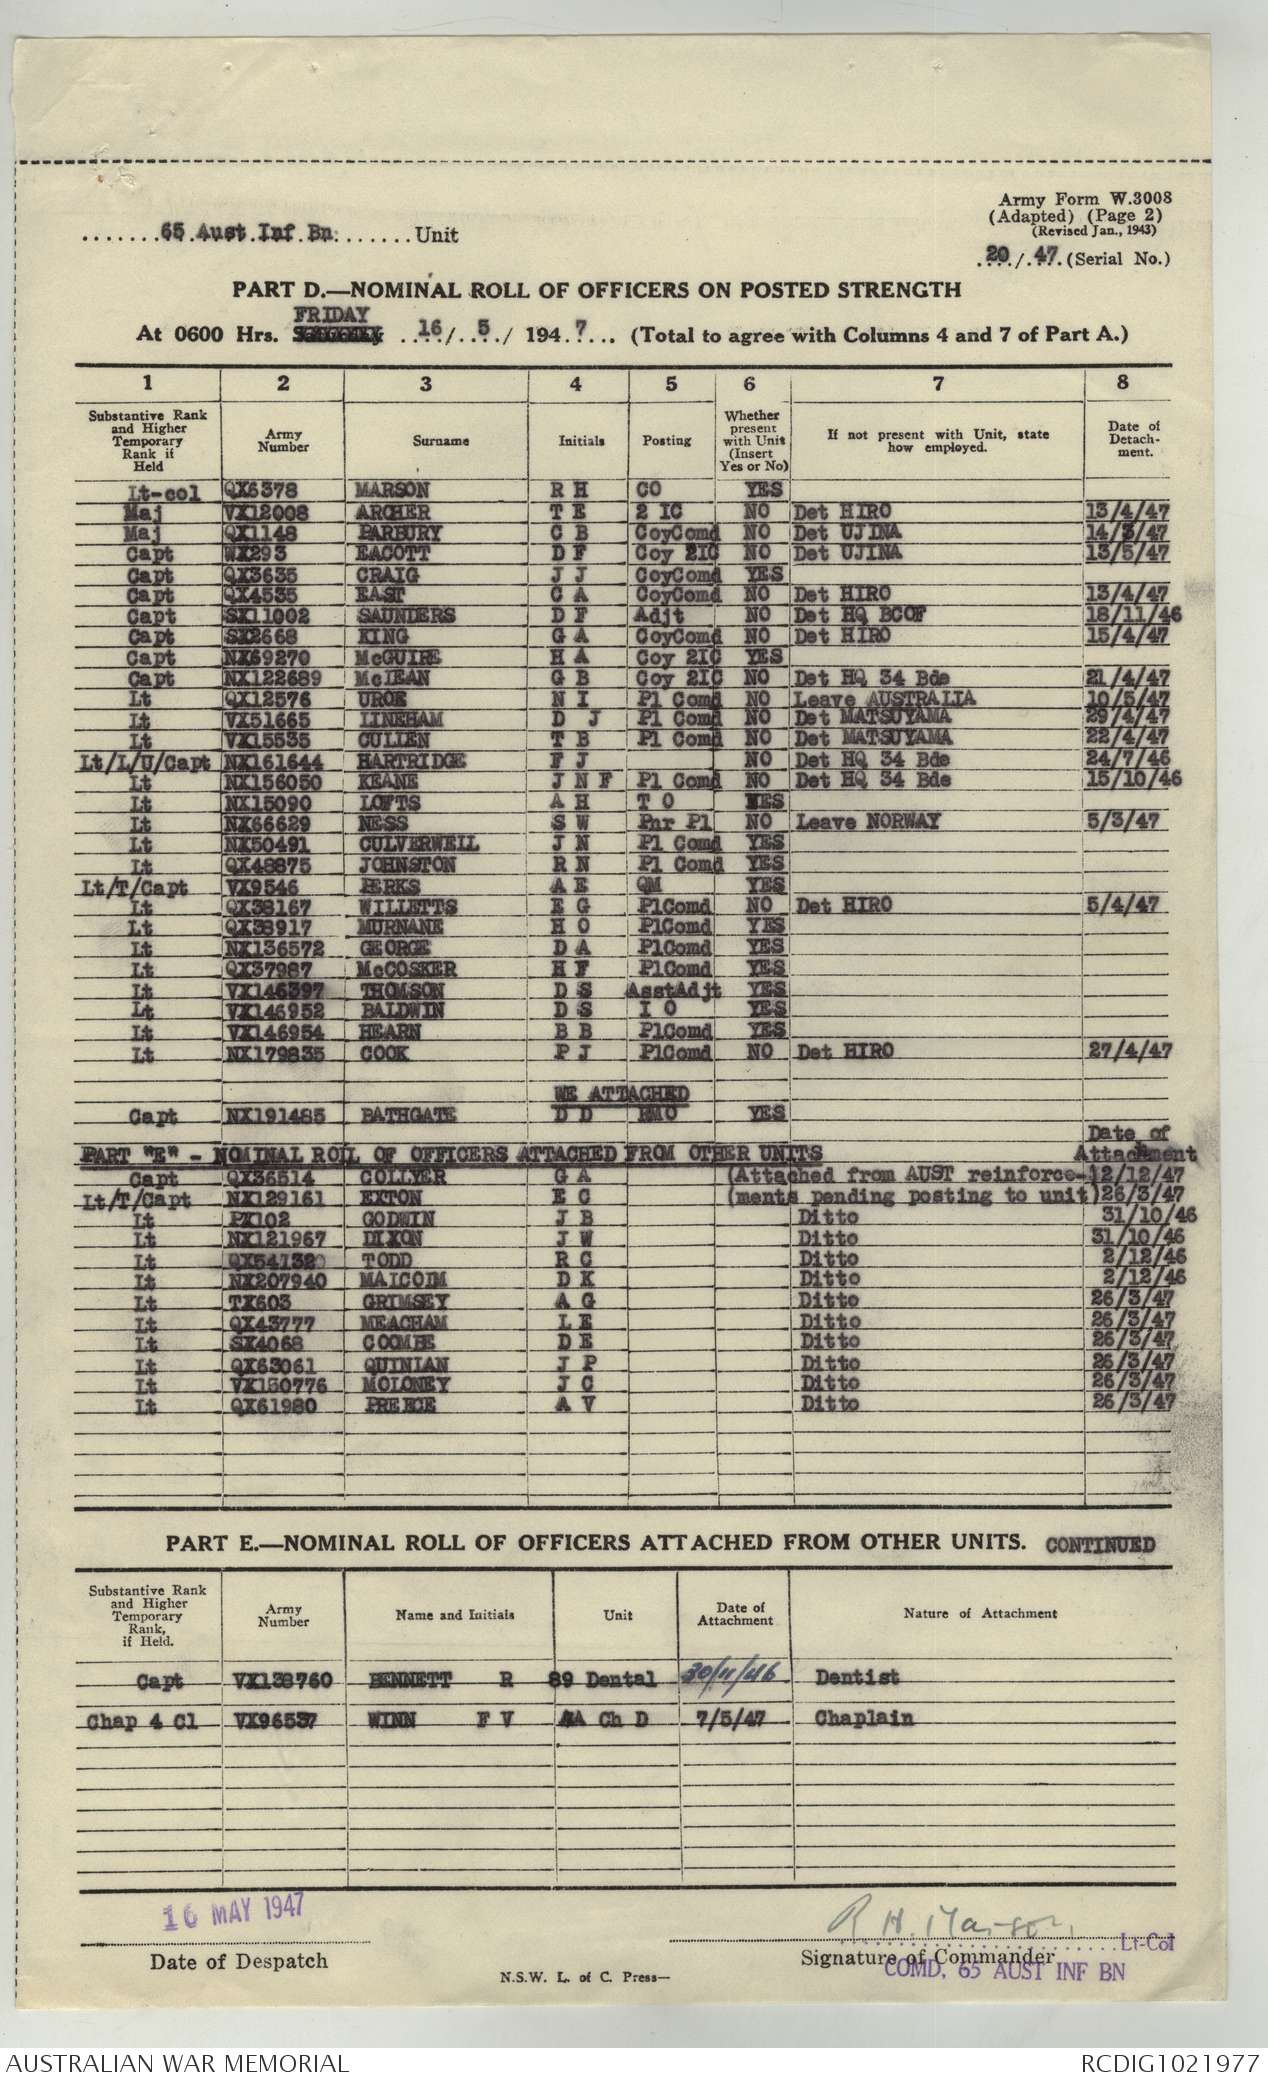 Army Form W.3008
(Adapted) (Page 2)
(Revised Jan., 1943)
.......65 Aust Inf Bn.......Unit
20/47 (Serial No.)
PART D.—NOMINAL ROLL OF OFFICERS ON POSTED STRENGTH
FRIDAY
At 0600 Hrs. 16/5/1947... (Total to agree with Columns 4 and 7 of Part A.)
1 2 3 4 5 6 7 8
Substantive Rank and Higher Temporary Rank if Held | Army Number | Surname | Initials | Posting | Whether present with Unit (Insert Yes or No) | If not present with Unit, state how employed. | Date of Detachment.
Lt-col QX6378 MARSON R H CO YES
Maj VX12008 ARCHER T E 2 IC NO Det HIRO 13/4/47
Maj QX1148 PARBURY C B CoyComd NO Det UJINA 14/3/47
Capt WX293 EACOTT D F Coy 2IC NO Det UJINA 13/5/47
Capt QX3635 CRAIG J J CoyComd YES
Capt QX4535 EAST C A CoyComd NO Det HIRO 13/4/47
Capt SX11002 SAUNDERS D F Adjt NO Det HQ BCOF 18/11/46
Capt SX2668 KING G A CoyComd NO Det HIRO 15/4/47
Capt NX69270 McGUIRE H A Coy 2IC YES
Capt NX122689 McLEAN G B Coy 2IC NO Det HQ 34 Bde 21/4/47
Lt QX12576 UROE N I Pl Comd NO Leave AUSTRALIA 10/5/47
Lt VX51665 LINEHAM D J Pl Comd NO Det MATSUYAMA 29/4/47
Lt VX15535 CULLEN T B Pl Comd NO Det MATSUYAMA 22/4/47
Lt/L/U/Capt NX161644 HARTRIDGE F J NO Det HQ 34 Bde 24/7/46
Lt NX156050 KEANE J N F Pl Comd NO Det HQ 34 Bde 15/10/46
Lt NX15090 LOFTS A H T O YES
Lt NX66629 NESS S W Pnr Pl NO Leave NORWAY 5/3/47
Lt NX50491 CULVERWELL J N Pl Comd YES
Lt QX48875 JOHNSTON R N Pl Comd YES
Lt/T/Capt VX9546 PERKS A E QM YES
Lt QX38167 WILLETTS E G PlComd NO Det HIRO 5/4/47
Lt QX38917 MURNANE H O PlComd YES
Lt NX136572 GEORGE D A PlComd YES
Lt QX37987 McCOSKER H F PlComd YES
Lt VX146397 THOMSON D S AsstAdjt YES
Lt VX146952 BALDWIN D S I O YES
Lt VX146954 HEARN B B PlComd YES
Lt NX179835 COOK P J PlComd NO Det HIRO 27/4/47
WE ATTACHED
Capt NX191485 BATHGATE D D RMO YES
Date of
PART "E" - NOMINAL ROLL OF OFFICERS ATTACHED FROM OTHER UNITS Attachment
Capt QX36514 COLLYER G A (Attached from AUST reinforce-)12/12/47
Lt/T/Capt NX129161 EXTON E C (ments pending posting to unit)26/3/47
Lt PX102 GODWIN J B Ditto 31/10/46
Lt NX121967 DIXON J W Ditto 31/10/46
Lt QX54132 TODD R C Ditto 2/12/46
Lt NX207940 MALCOLM D K Ditto 2/12/46
Lt TX603 GRIMSEY A G Ditto 26/3/47
Lt QX43777 MEACHAM L E Ditto 26/3/47
Lt SX4068 COOMBE D E Ditto 26/3/47
Lt QX63061 QUINLAN J P Ditto 26/3/47
Lt VX150776 MOLONEY J C Ditto 26/3/47
Lt QX61980 PREECE A V Ditto 26/3/47
PART E.—NOMINAL ROLL OF OFFICERS ATTACHED FROM OTHER UNITS. CONTINUED
Substantive Rank and Higher Temporary Rank, if Held. | Army Number | Name and Initials | Unit | Date of Attachment | Nature of Attachment
Capt VX138760 BENNETT R 89 Dental 30/11/46 Dentist
Chap 4 Cl VX96537 WINN F V AA Ch D 7/5/47 Chaplain
16 MAY 1947
R H. Marson
Lt-Col
Date of Despatch
Signature of Commander
COMD, 65 AUST INF BN
N.S.W. L. of C. Press—
AUSTRALIAN WAR MEMORIAL
RCDIG1021977